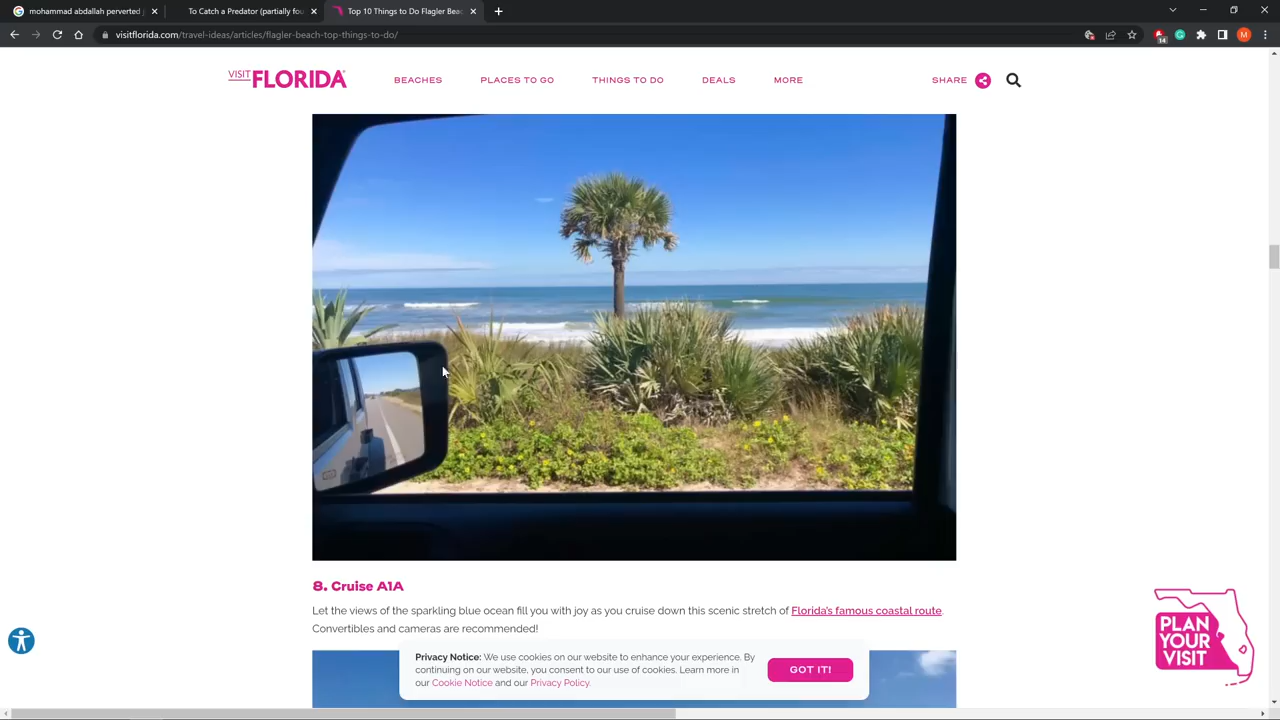 mohammad abdallah perverted j
To Catch a Predator (partially foun
Top 10 Things to Do Flagler Beac
visitflorida.com/travel-ideas/articles/flagler-beach-top-things-to-do/
14
M
VISIT FLORIDA
BEACHES
PLACES TO GO
THINGS TO DO
DEALS
MORE
SHARE
8. Cruise A1A
Let the views of the sparkling blue ocean fill you with joy as you cruise down this scenic stretch of Florida's famous coastal route.
Convertibles and cameras are recommended!
Privacy Notice: We use cookies on our website to enhance your experience. By
continuing on our website, you consent to our use of cookies. Learn more in
our Cookie Notice and our Privacy Policy.
GOT IT!
PLAN
YOUR
VISIT